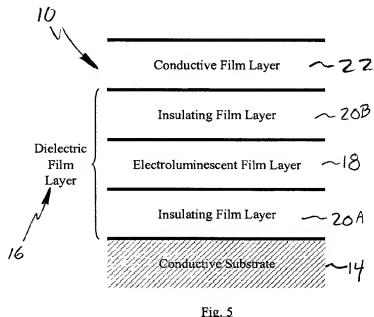 10
Conductive Film Layer 22
Insulating Film Layer 20B
Dielectric
Film
Layer
Electroluminescent Film Layer 18
Insulating Film Layer 20A
16
Conductive Substrate 14
Fig. 5